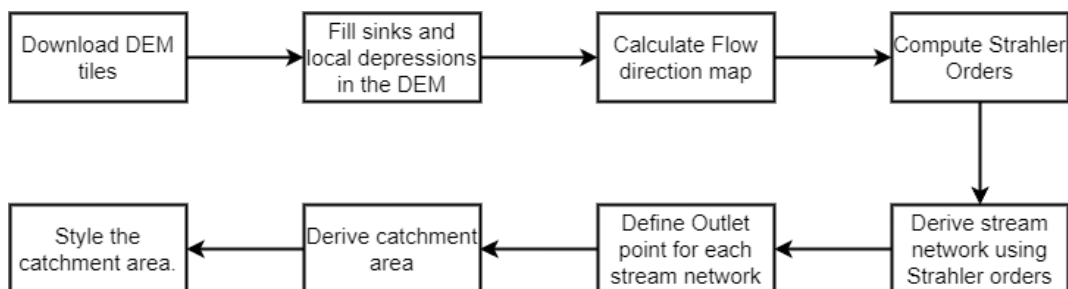 Download DEM
tiles
Fill sinks and
local depressions
in the DEM
Calculate Flow
direction map
Compute Strahler
Orders
Derive stream
network using
Strahler orders
Define Outlet
point for each
stream network
Derive catchment
area
Style the
catchment area.